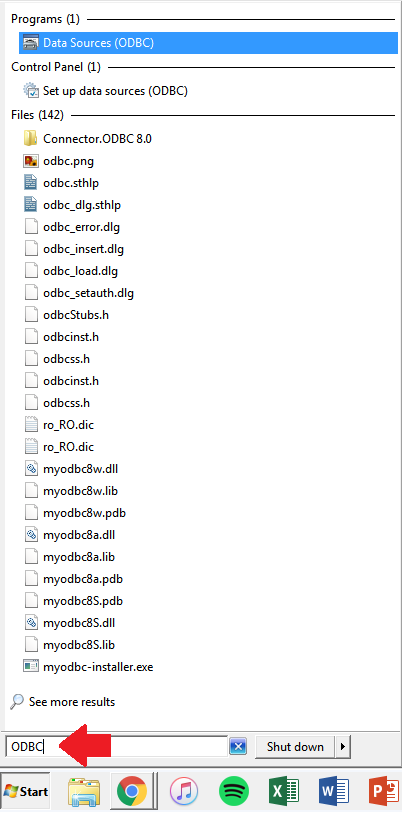 Programs (1)
Data Sources (ODBC)
Control Panel (1)
Set up data sources (ODBC)
Files (142)
Connector.ODBC 8.0
odbc.png
odbc.sthlp
odbc_dlg.sthlp
odbc_error.dlg
odbc_insert.dlg
odbc_load.dlg
odbc_setauth.dlg
odbcStubs.h
odbcinst.h
odbcss.h
odbcinst.h
odbcss.h
ro_RO.dic
ro_RO.dic
myodbc8w.dll
myodbc8w.lib
myodbc8w.pdb
myodbc8a.dll
myodbc8a.lib
myodbc8a.pdb
myodbc8S.pdb
myodbc8S.dll
myodbc8S.lib
myodbc-installer.exe
See more results
ODBC Shut down
Start